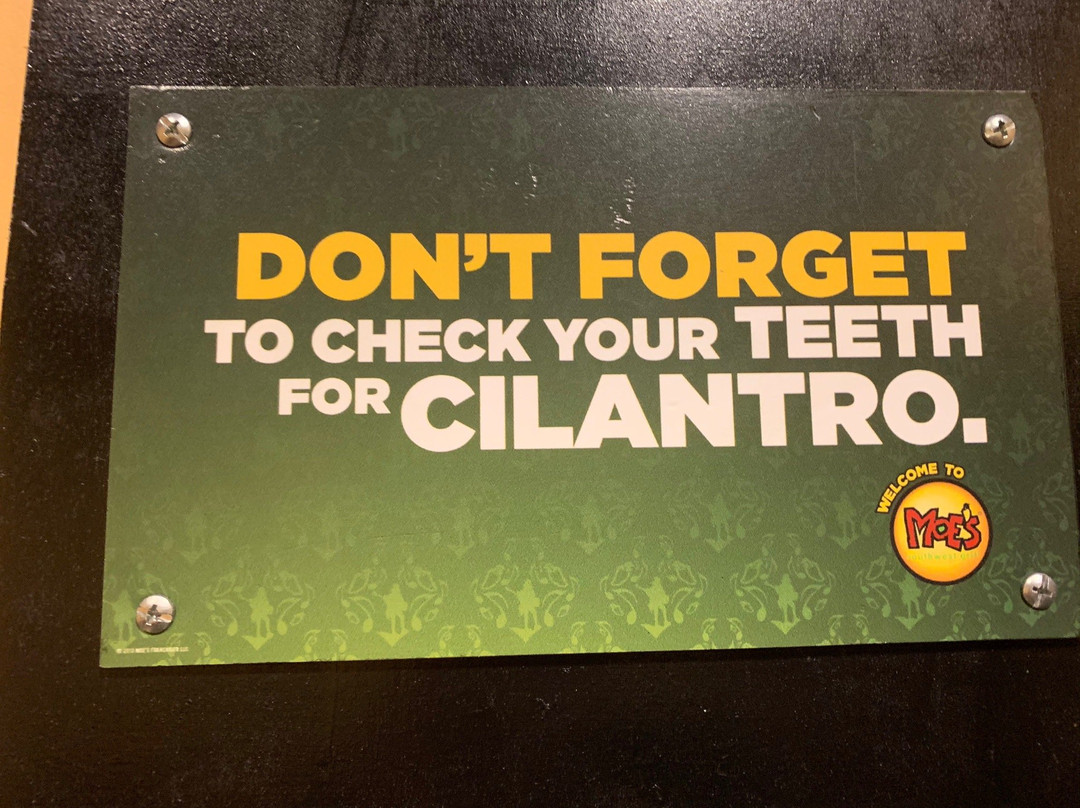 DON'T FORGET
TO CHECK YOUR TEETH
FOR CILANTRO.
WELCOME TO
MOE'S